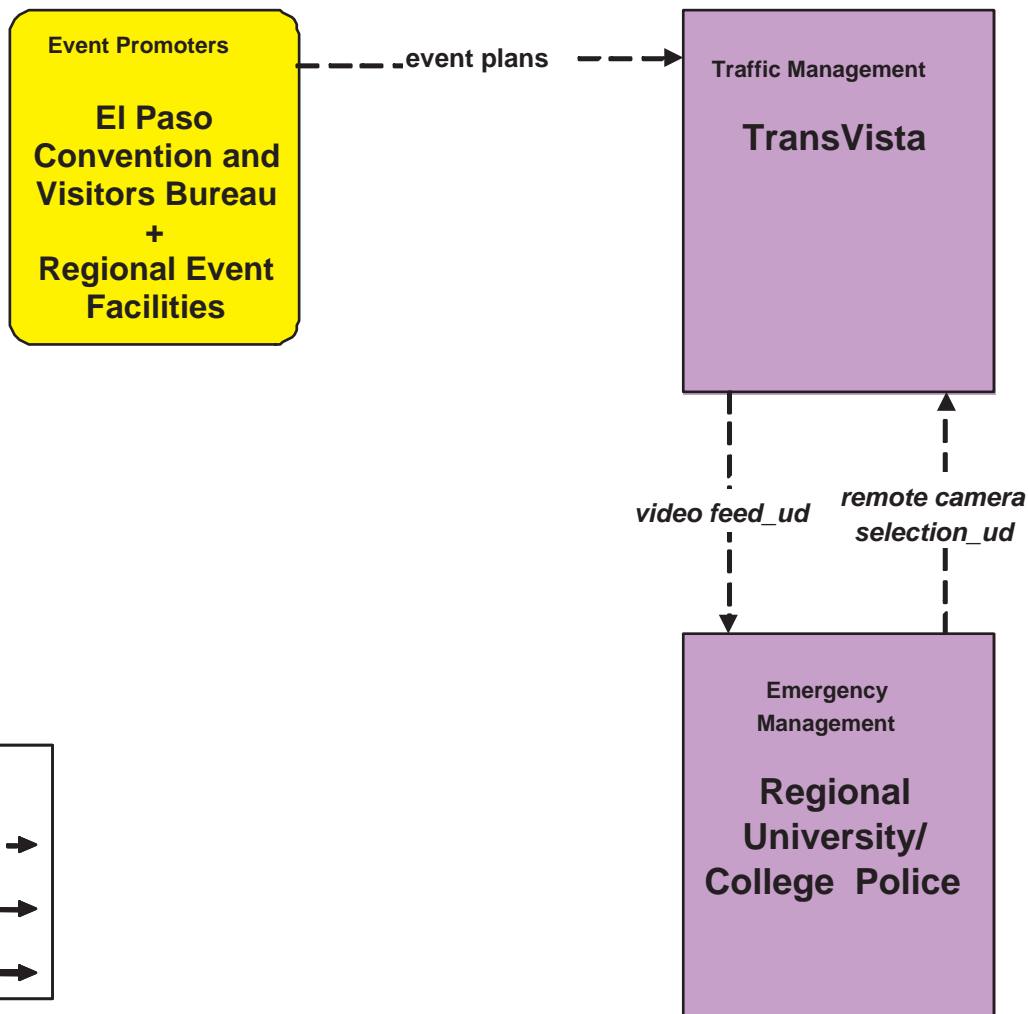 Event Promoters
El Paso
Convention and
Visitors Bureau
+
Regional Event
Facilities
event plans
Traffic Management
TransVista
video feed_ud
remote camera
selection_ud
Emergency
Management
Regional
University/
College Police